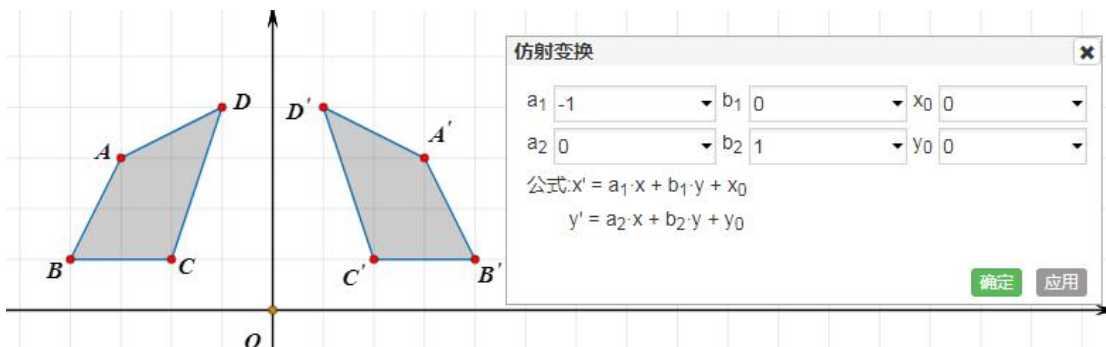 仿射变换
a1 -1 b1 0 x0 0
a2 0 b2 1 y0 0
公式:x' = a1·x + b1·y + x0
y' = a2·x + b2·y + y0
确定 应用
D D'
A A'
B C C' B'
O